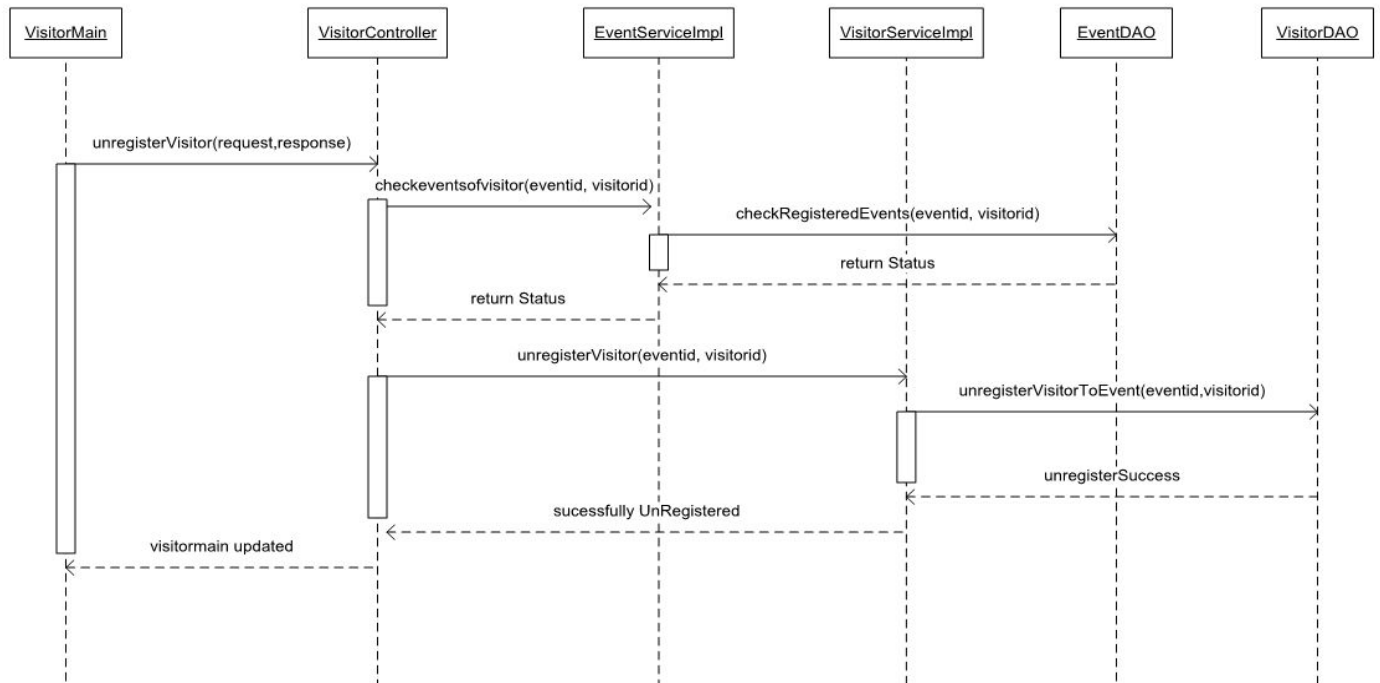 VisitorMain
VisitorController
EventServiceImpl
VisitorServiceImpl
EventDAO
VisitorDAO
unregisterVisitor(request,response)
checkeventsofvisitor(eventid, visitorid)
checkRegisteredEvents(eventid, visitorid)
return Status
return Status
unregisterVisitor(eventid, visitorid)
unregisterVisitorToEvent(eventid,visitorid)
unregisterSuccess
sucessfully UnRegistered
visitormain updated